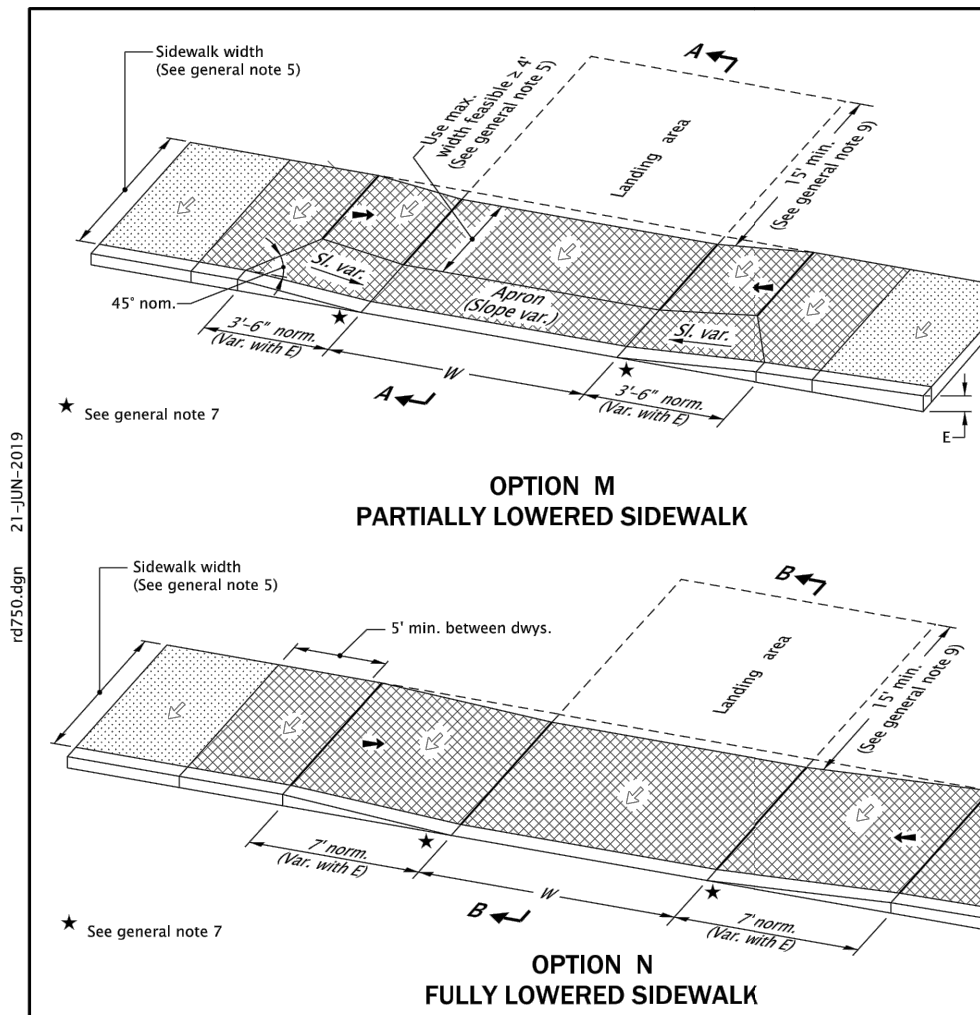 rd750.dgn 21-JUN-2019
Sidewalk width
(See general note 5)
Use max.
width feasible ≥ 4'
(See general note 5)
A
Landing area
15' min.
(See general note 9)
45° nom.
Sl. var.
Apron
(Slope var.)
Sl. var.
3'-6" norm.
(Var. with E)
W
3'-6" norm.
(Var. with E)
A
E
★ See general note 7
OPTION M
PARTIALLY LOWERED SIDEWALK
Sidewalk width
(See general note 5)
5' min. between dwys.
B
Landing area
15' min.
(See general note 9)
7' norm.
(Var. with E)
W
7' norm.
(Var. with E)
B
★ See general note 7
OPTION N
FULLY LOWERED SIDEWALK